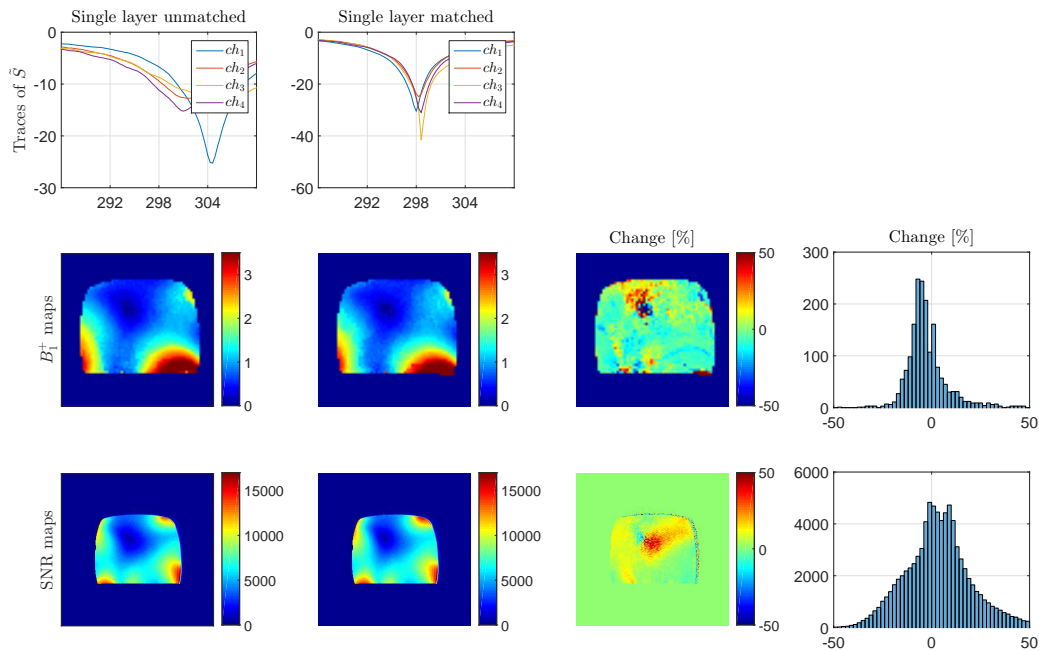 Single layer unmatched
Single layer matched
Traces of S̃
0
-10
-20
-30
292 298 304
ch₁
ch₂
ch₃
ch₄
0
-20
-40
-60
292 298 304
ch₁
ch₂
ch₃
ch₄
Change [%]
Change [%]
B₁⁺ maps
3
2
1
0
3
2
1
0
50
0
-50
300
200
100
0
-50 0 50
SNR maps
15000
10000
5000
0
15000
10000
5000
0
50
0
-50
6000
4000
2000
0
-50 0 50